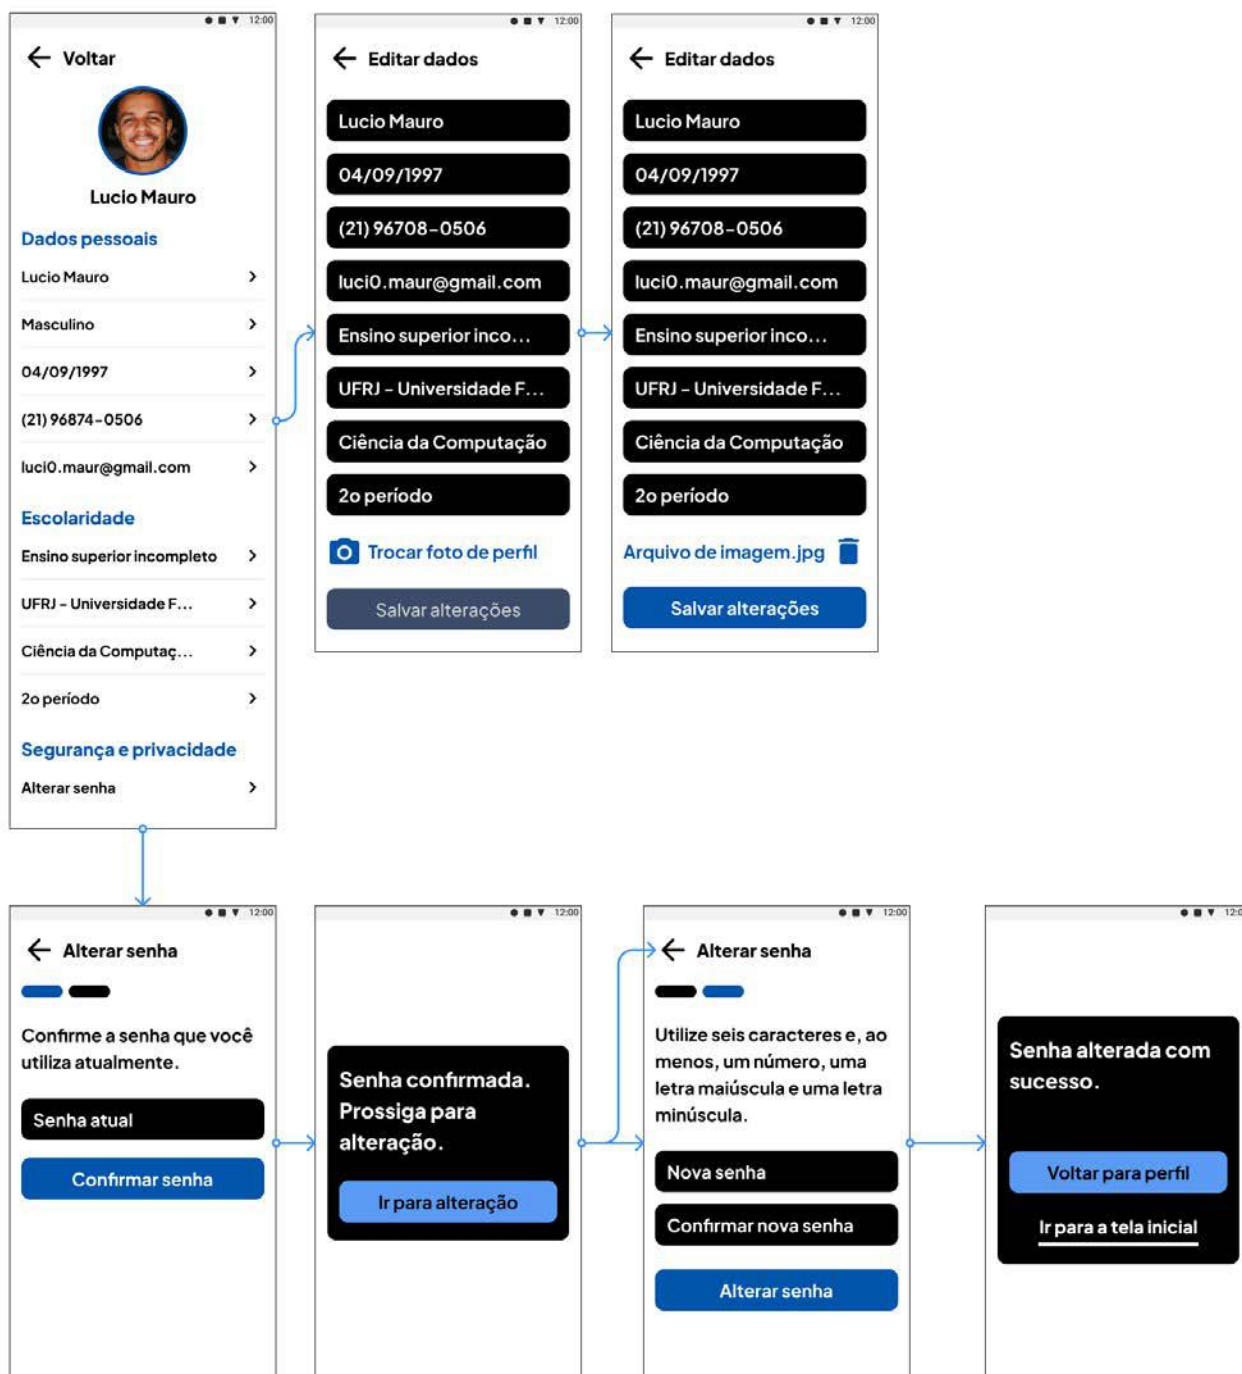 12:00
Voltar
Lucio Mauro
Dados pessoais
Lucio Mauro
Masculino
04/09/1997
(21) 96874-0506
luci0.maur@gmail.com
Escolaridade
Ensino superior incompleto
UFRJ - Universidade F...
Ciência da Computaç...
2o período
Segurança e privacidade
Alterar senha
12:00
Editar dados
Lucio Mauro
04/09/1997
(21) 96708-0506
luci0.maur@gmail.com
Ensino superior inco...
UFRJ - Universidade F...
Ciência da Computação
2o período
Trocar foto de perfil
Salvar alterações
12:00
Editar dados
Lucio Mauro
04/09/1997
(21) 96708-0506
luci0.maur@gmail.com
Ensino superior inco...
UFRJ - Universidade F...
Ciência da Computação
2o período
Arquivo de imagem.jpg
Salvar alterações
12:00
Alterar senha
Confirme a senha que você
utiliza atualmente.
Senha atual
Confirmar senha
12:00
Senha confirmada.
Prossiga para
alteração.
Ir para alteração
12:00
Alterar senha
Utilize seis caracteres e, ao
menos, um número, uma
letra maiúscula e uma letra
minúscula.
Nova senha
Confirmar nova senha
Alterar senha
12:0
Senha alterada com
sucesso.
Voltar para perfil
Ir para a tela inicial